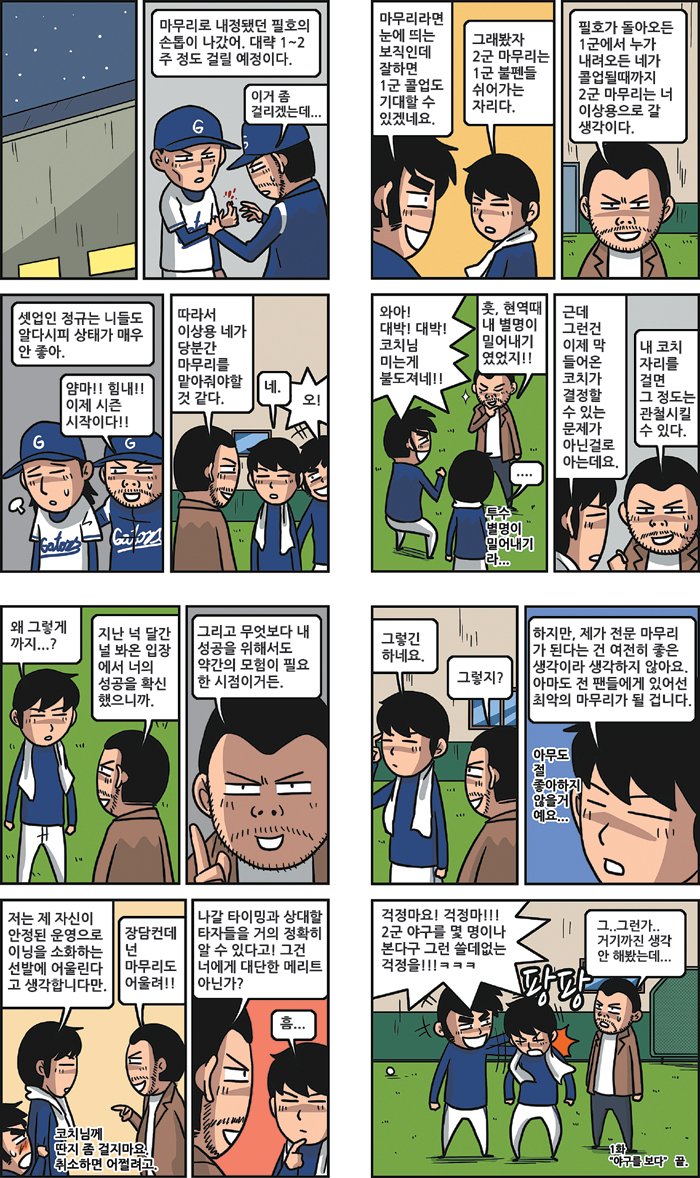 마무리로 내정됐던 필호의
손톱이 나갔어. 대략 1~2
주 정도 걸릴 예정이다.
이거 좀
걸리겠는데...
G
셋업인 정규는 니들도
알다시피 상태가 매우
안 좋아.
얌마!! 힘내!!
이제 시즌
시작이다!!
G
G
Gators
Gators
따라서
이상용 네가
당분간
마무리를
맡아줘야할
것 같다.
네.
오!
마무리라면
눈에 띄는
보직인데
잘하면
1군 콜업도
기대할 수
있겠네요.
그래봤자
2군 마무리는
1군 불펜들
쉬어가는
자리다.
필호가 돌아오든
1군에서 누가
내려오든 네가
콜업될때까지
2군 마무리는 너
이상용으로 갈
생각이다.
와아!
대박! 대박!
코치님
미는게
불도져네!!
훗, 현역때
내 별명이
밀어내기
였었지!!
....
투수
별명이
밀어내기
라...
근데
그런건
이제 막
들어온
코치가
결정할
수 있는
문제가
아닌걸로
아는데요.
내 코치
자리를
걸면
그 정도는
관철시킬
수 있다.
왜 그렇게
까지...?
지난 넉 달간
널 봐온 입장
에서 너의
성공을 확신
했으니까.
그리고 무엇보다 내
성공을 위해서도
약간의 모험이 필요
한 시점이거든.
저는 제 자신이
안정된 운영으로
이닝을 소화하는
선발에 어울린다
고 생각합니다만.
장담컨데
넌
마무리도
어울려!!
코치님께
딴지 좀 걸지마요.
취소하면 어쩔려고.
나갈 타이밍과 상대할
타자들을 거의 정확히
알 수 있다고! 그건
너에게 대단한 메리트
아닌가?
흠...
그렇긴
하네요.
그렇지?
하지만, 제가 전문 마무리
가 된다는 건 여전히 좋은
생각이라 생각하지 않아요.
아마도 전 팬들에게 있어선
최악의 마무리가 될 겁니다.
아무도
절
좋아하지
않을거
예요...
걱정마요! 걱정마!!!
2군 야구를 몇 명이나
본다구 그런 쓸데없는
걱정을!!!ㅋㅋㅋ
그..그런가..
거기까진 생각
안 해봤는데...
팡팡
1화
"야구를 보다" 끝.